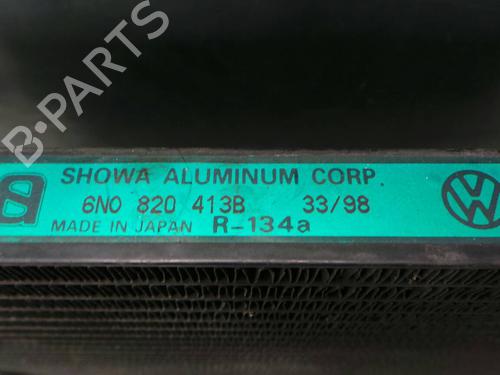 B-PARTS
SHOWA ALUMINUM CORP.
6N0 820 413B 33/98
MADE IN JAPAN R-134a